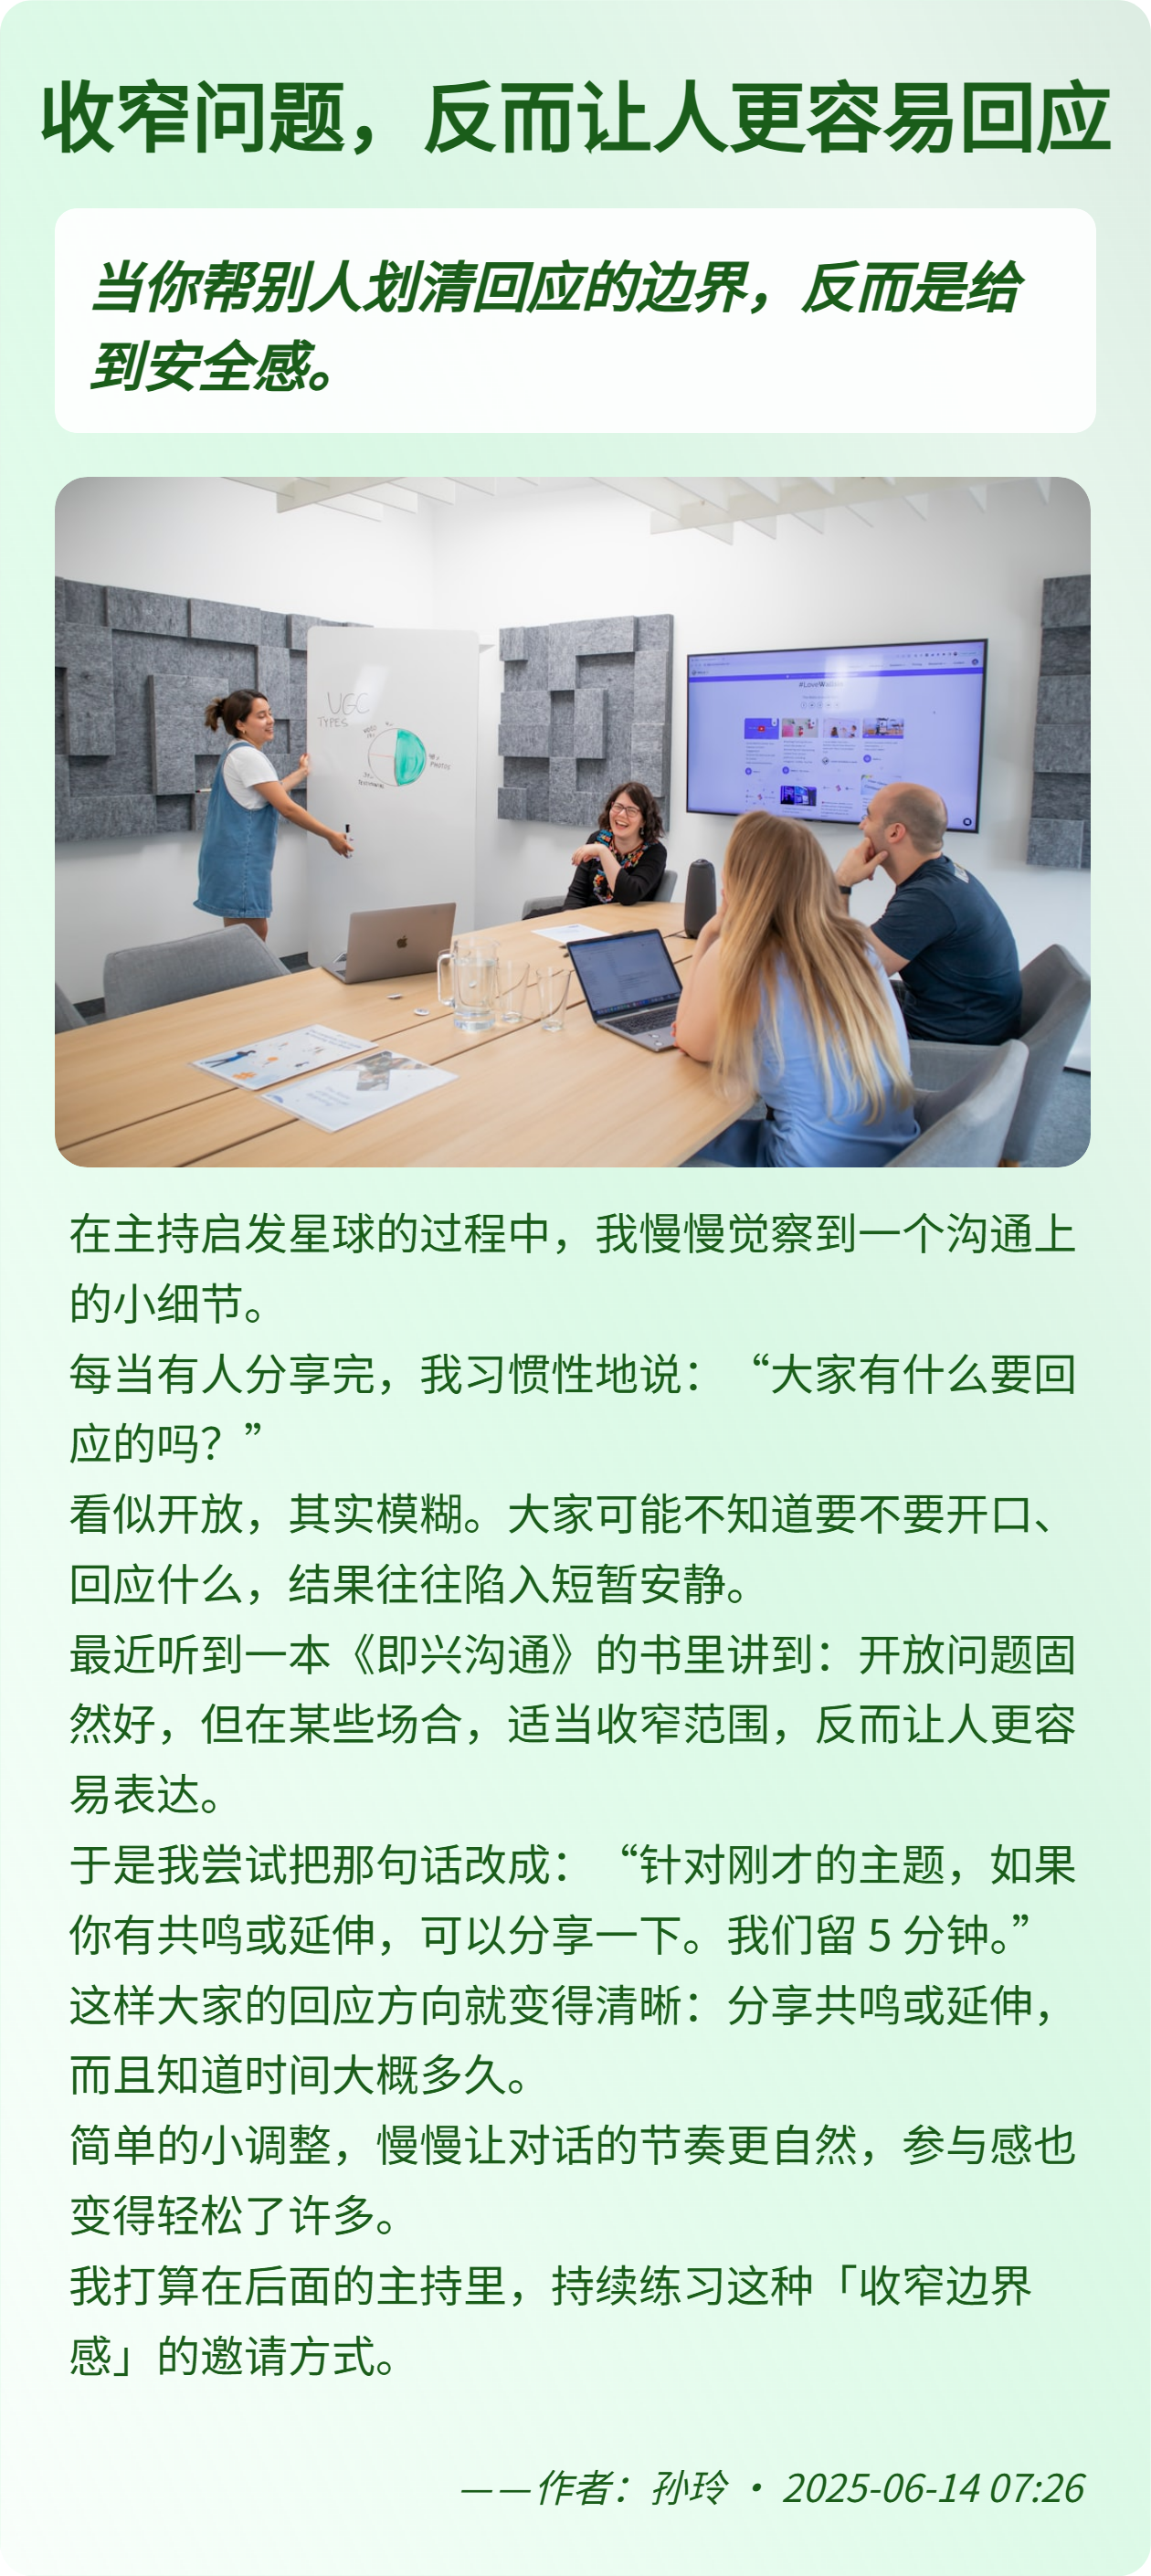 收窄问题，反而让人更容易回应
当你帮别人划清回应的边界，反而是给
到安全感。
UGC
TYPES
PHOTOS
#LoveWa
在主持启发星球的过程中，我慢慢觉察到一个沟通上
的小细节。
每当有人分享完，我习惯性地说：“大家有什么要回
应的吗？”
看似开放，其实模糊。大家可能不知道要不要开口、
回应什么，结果往往陷入短暂安静。
最近听到一本《即兴沟通》的书里讲到：开放问题固
然好，但在某些场合，适当收窄范围，反而让人更容
易表达。
于是我尝试把那句话改成：“针对刚才的主题，如果
你有共鸣或延伸，可以分享一下。我们留 5 分钟。”
这样大家的回应方向就变得清晰：分享共鸣或延伸，
而且知道时间大概多久。
简单的小调整，慢慢让对话的节奏更自然，参与感也
变得轻松了许多。
我打算在后面的主持里，持续练习这种「收窄边界
感」的邀请方式。
——作者：孙玲 • 2025-06-14 07:26